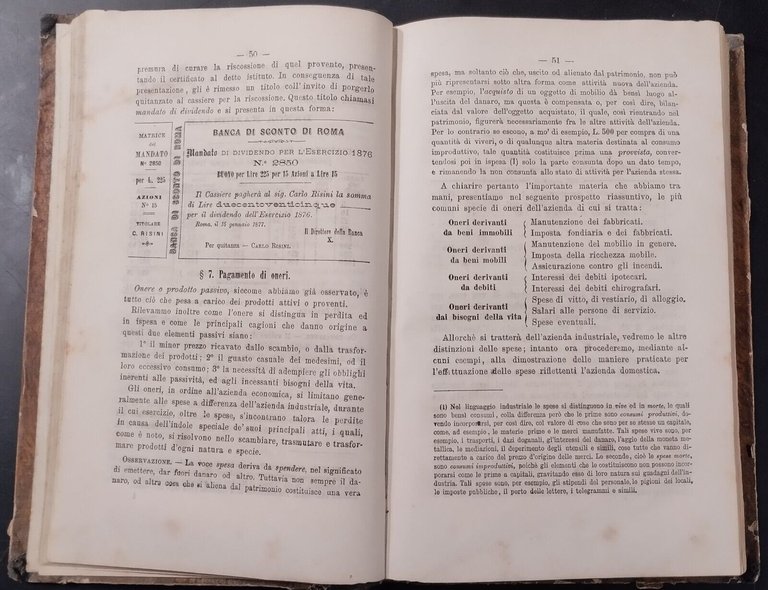 — 50 —
premura di curare la riscossione di quel provento, presen-
tando il certificato al detto istituto. In conseguenza di tale
presentazione, gli è rimesso un titolo coll'invito di porgerlo
quitanzato al cassiere per la riscossione. Questo titolo chiamasi
mandato di dividendo e si presenta in questa forma:
MATRICE
del
MANDATO
N° 2850
per L. 225
AZIONI
N° 15
TITOLARE
C. RISINI
BANCA DI SCONTO DI ROMA
BANCA DI SCONTO DI ROMA
Mandato DI DIVIDENDO PER L'ESERCIZIO 1876
N.° 2850
BUONO per Lire 225 per 15 Azioni a Lire 15
Il Cassiere pagherà al sig. Carlo Risini la somma
di Lire duecentoventicinque
per il dividendo dell'Esercizio 1876.
Roma, il 15 gennaio 1877.
Il Direttore della Banca
X.
Per quitanza — CARLO RISINI.
§ 7. Pagamento di oneri.
Onere o prodotto passivo, siccome abbiamo già osservato, è
tutto ciò che pesa a carico dei prodotti attivi o proventi.
Rilevammo inoltre come l'onere si distingua in perdita ed
in ispesa e come le principali cagioni che danno origine a
questi due elementi passivi siano:
1° il minor prezzo ricavato dallo scambio, o dalla trasfor-
mazione dei prodotti; 2° il guasto casuale dei medesimi, od il
loro eccessivo consumo; 3° la necessità di adempiere gli obblighi
inerenti alle passività, ed agli incessanti bisogni della vita.
Gli oneri, in ordine all'azienda economica, si limitano gene-
ralmente alle spese a differenza dell'azienda industriale, durante
il cui esercizio, oltre le spese, s'incontrano talora le perdite
in causa dell'indole speciale de' suoi principali atti, i quali,
come è noto, si risolvono nello scambiare, trasmutare e trasfor-
mare prodotti d'ogni natura e specie.
OSSERVAZIONE. — La voce spesa deriva da spendere, nel significato
di emettere, dar fuori danaro od altro. Tuttavia non sempre il da-
naro, od altra cosa che si aliena dal patrimonio costituisce una vera
— 51 —
spesa, ma soltanto ciò che, uscito od alienato dal patrimonio, non può
più ripresentarsi sotto altra forma come attività nuova dell'azienda.
Per esempio, l'acquisto di un oggetto di mobilio dà bensì luogo al-
l'uscita del danaro, ma questa è compensata o, per così dire, bilan-
ciata dal valore dell'oggetto acquistato, il quale, così rientrando nel
patrimonio, figurerà necessariamente fra le altre attività dell'azienda.
Per lo contrario se escono, a mo' di esempio, L. 500 per compra di una
quantità di viveri, o di qualunque altra materia destinata al consumo
improduttivo, tale quantità costituisce prima una provvista, conver-
tendosi poi in ispesa (1) solo la parte consunta dopo un dato tempo,
e rimanendo la non consunta allo stato di attività per l'azienda stessa.
A chiarire pertanto l'importante materia che abbiamo tra
mani, presentiamo nel seguente prospetto riassuntivo, le più
comuni specie di oneri dell'azienda di cui si tratta:
Oneri derivanti
da beni immobili
Manutenzione dei fabbricati.
Imposta fondiaria e dei fabbricati.
Oneri derivanti
da beni mobili
Manutenzione del mobilio in genere.
Imposta della ricchezza mobile.
Assicurazione contro gli incendi.
Oneri derivanti
da debiti
Interessi dei debiti ipotecari.
Interessi dei debiti chirografari.
Oneri derivanti
dai bisogni della vita
Spese di vitto, di vestiario, di alloggio.
Salari alle persone di servizio.
Spese eventuali.
Allorchè si tratterà dell'azienda industriale, vedremo le altre
distinzioni delle spese; intanto ora procederemo, mediante al-
cuni esempi, alla dimostrazione delle maniere praticate per
l'effettuazione delle spese riflettenti l'azienda domestica.
(1) Nel linguaggio industriale le spese si distinguono in vive ed in morte, le quali
sono bensì consumi, colla differenza però che le prime sono consumi produttivi, do-
vendo incorporarsi, per così dire, col valore di cose che sono per se stesse un capitale,
come, ad esempio, le materie prime e le merci manufatte. Tali spese vive sono, per
esempio, i trasporti, i dazi doganali, gl'interessi del danaro, l'aggio della moneta
metallica, le mediazioni, il deperimento degli utensili e simili, come tutte che vanno di-
rettamente a carico del prezzo d'origine delle merci. Le seconde, cioè le spese morte,
sono consumi improduttivi, poichè gli elementi che le costituiscono non possono incor-
porarsi come le prime a capitali, gravitando esse di loro natura sui guadagni dell'in-
dustria. Tali spese sono, per esempio, gli stipendi del personale, le pigioni dei locali,
le imposte pubbliche, il porto delle lettere, i telegrammi e simili.